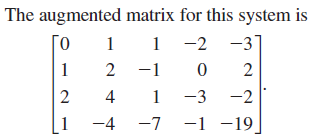 The augmented matrix for this system is
0 1 1 −2 −3
1 2 −1 0 2
2 4 1 −3 −2
1 −4 −7 −1 −19.